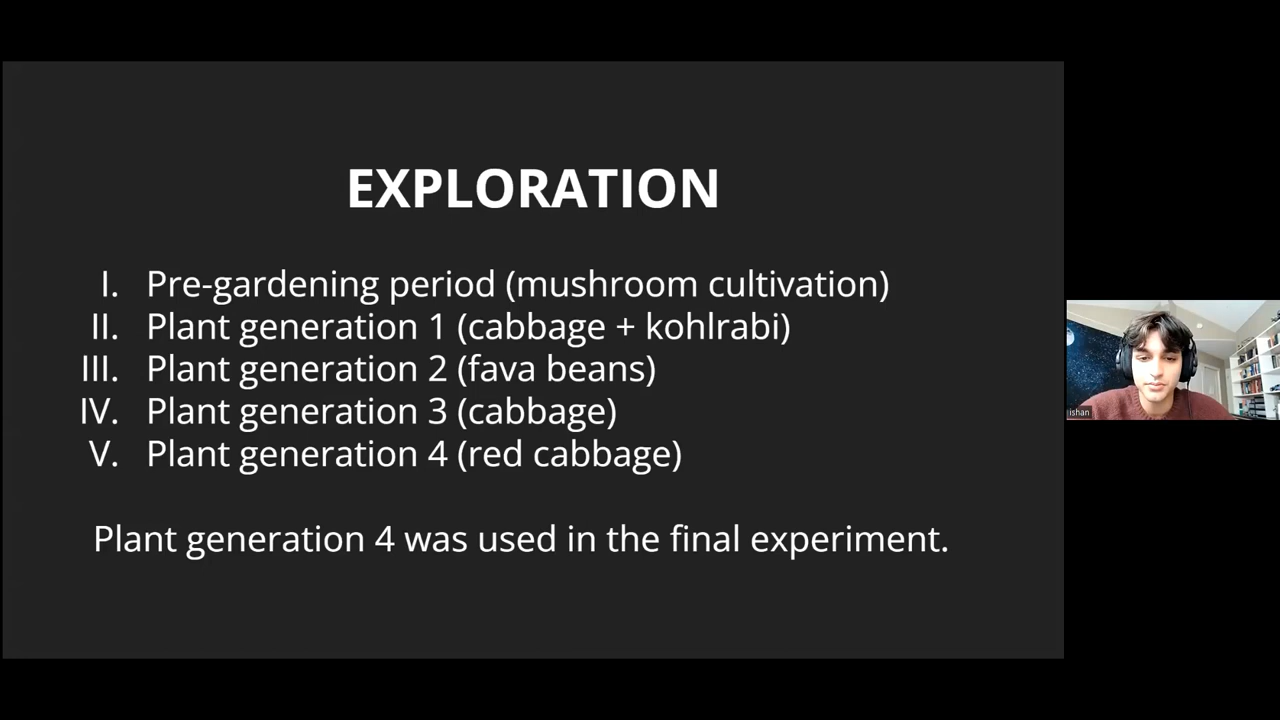 EXPLORATION
I. Pre-gardening period (mushroom cultivation)
II. Plant generation 1 (cabbage + kohlrabi)
III. Plant generation 2 (fava beans)
IV. Plant generation 3 (cabbage)
V. Plant generation 4 (red cabbage)
Plant generation 4 was used in the final experiment.
ishan